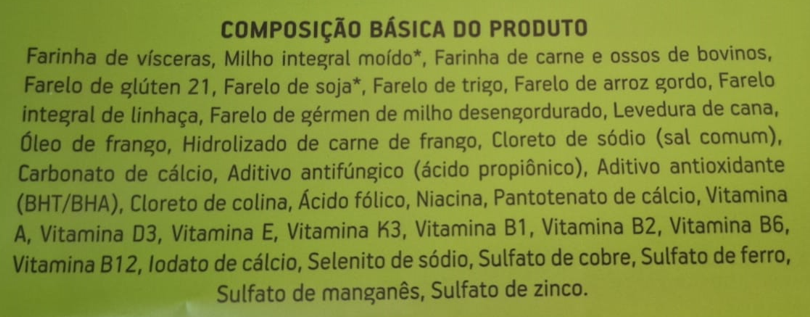 COMPOSIÇÃO BÁSICA DO PRODUTO
Farinha de vísceras, Milho integral moído*, Farinha de carne e ossos de bovinos,
Farelo de glúten 21, Farelo de soja*, Farelo de trigo, Farelo de arroz gordo, Farelo
integral de linhaça, Farelo de gérmen de milho desengordurado, Levedura de cana,
Óleo de frango, Hidrolizado de carne de frango, Cloreto de sódio (sal comum),
Carbonato de cálcio, Aditivo antifúngico (ácido propiônico), Aditivo antioxidante
(BHT/BHA), Cloreto de colina, Ácido fólico, Niacina, Pantotenato de cálcio, Vitamina
A, Vitamina D3, Vitamina E, Vitamina K3, Vitamina B1, Vitamina B2, Vitamina B6,
Vitamina B12, Iodato de cálcio, Selenito de sódio, Sulfato de cobre, Sulfato de ferro,
Sulfato de manganês, Sulfato de zinco.